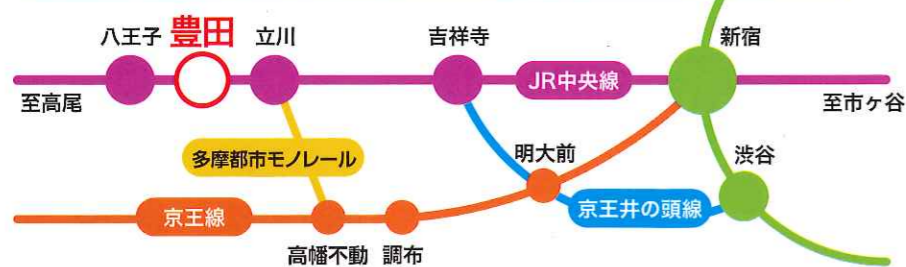 八王子
豊田
立川
吉祥寺
新宿
JR中央線
至高尾
至市ヶ谷
多摩都市モノレール
明大前
渋谷
京王線
京王井の頭線
高幡不動
調布